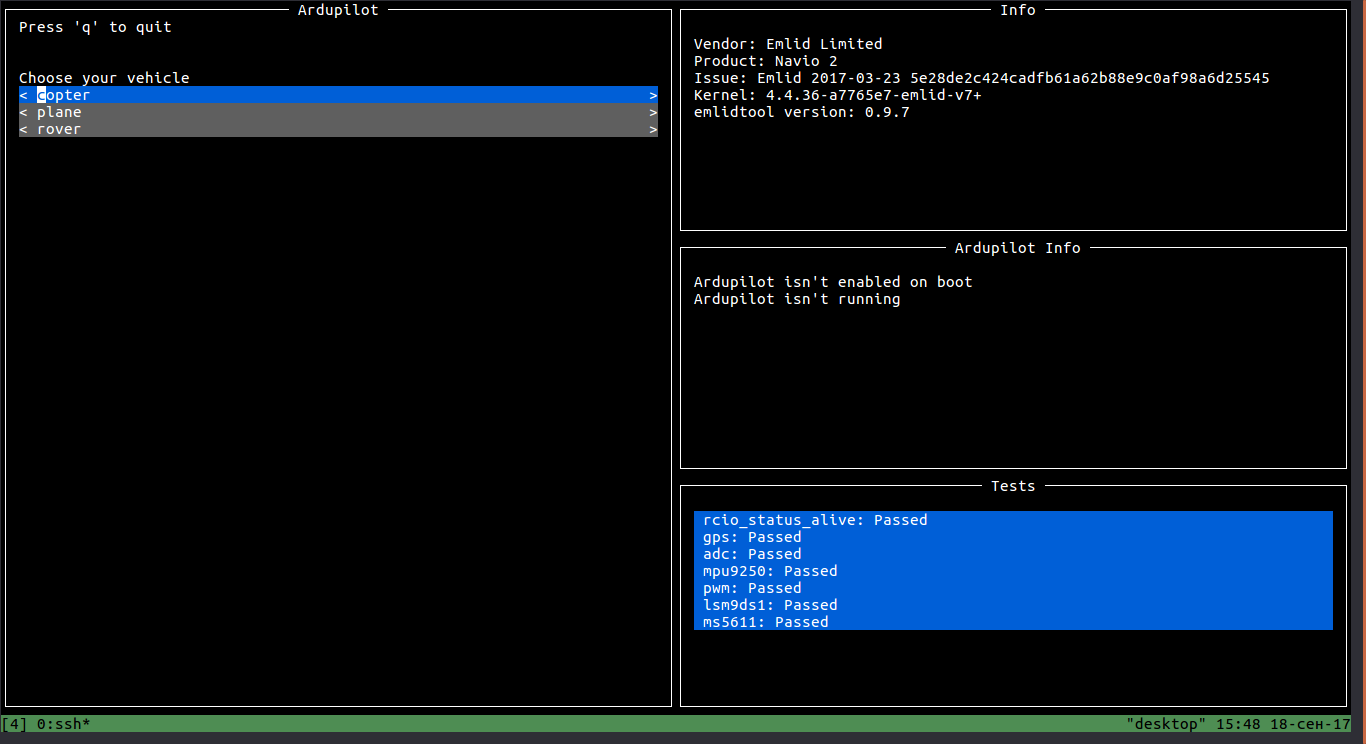 Ardupilot
Press 'q' to quit
Choose your vehicle
< copter >
< plane >
< rover >
Info
Vendor: Emlid Limited
Product: Navio 2
Issue: Emlid 2017-03-23 5e28de2c424cadfb61a62b88e9c0af98a6d25545
Kernel: 4.4.36-a7765e7-emlid-v7+
emlidtool version: 0.9.7
Ardupilot Info
Ardupilot isn't enabled on boot
Ardupilot isn't running
Tests
rcio_status_alive: Passed
gps: Passed
adc: Passed
mpu9250: Passed
pwm: Passed
lsm9ds1: Passed
ms5611: Passed
[4] 0:ssh* "desktop" 15:48 18-сен-17